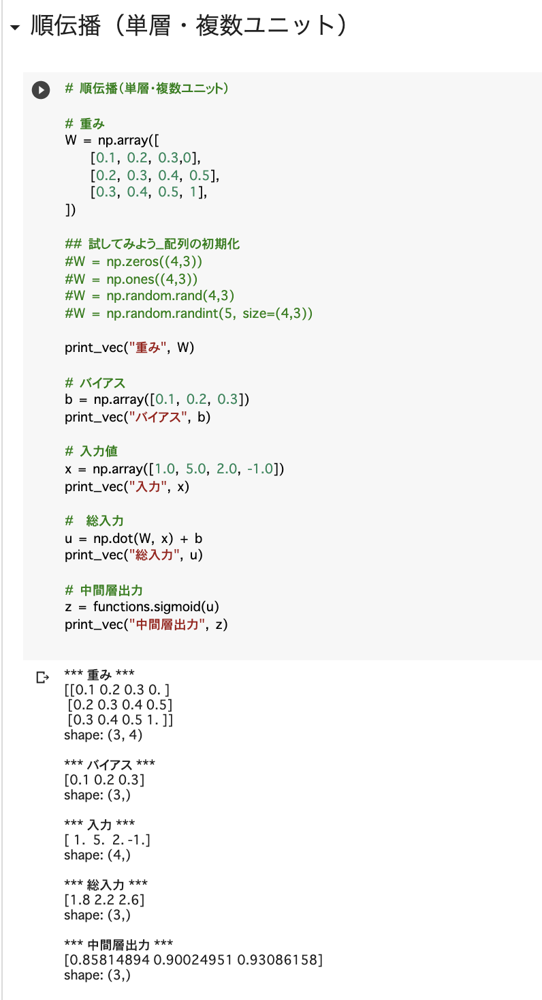 順伝播（単層・複数ユニット）
# 順伝播（単層・複数ユニット）
# 重み
W = np.array([
    [0.1, 0.2, 0.3,0],
    [0.2, 0.3, 0.4, 0.5],
    [0.3, 0.4, 0.5, 1],
])
## 試してみよう_配列の初期化
#W = np.zeros((4,3))
#W = np.ones((4,3))
#W = np.random.rand(4,3)
#W = np.random.randint(5, size=(4,3))
print_vec("重み", W)
# バイアス
b = np.array([0.1, 0.2, 0.3])
print_vec("バイアス", b)
# 入力値
x = np.array([1.0, 5.0, 2.0, -1.0])
print_vec("入力", x)
#  総入力
u = np.dot(W, x) + b
print_vec("総入力", u)
# 中間層出力
z = functions.sigmoid(u)
print_vec("中間層出力", z)
*** 重み ***
[[0.1 0.2 0.3 0. ]
 [0.2 0.3 0.4 0.5]
 [0.3 0.4 0.5 1. ]]
shape: (3, 4)
*** バイアス ***
[0.1 0.2 0.3]
shape: (3,)
*** 入力 ***
[ 1.  5.  2. -1.]
shape: (4,)
*** 総入力 ***
[1.8 2.2 2.6]
shape: (3,)
*** 中間層出力 ***
[0.85814894 0.90024951 0.93086158]
shape: (3,)